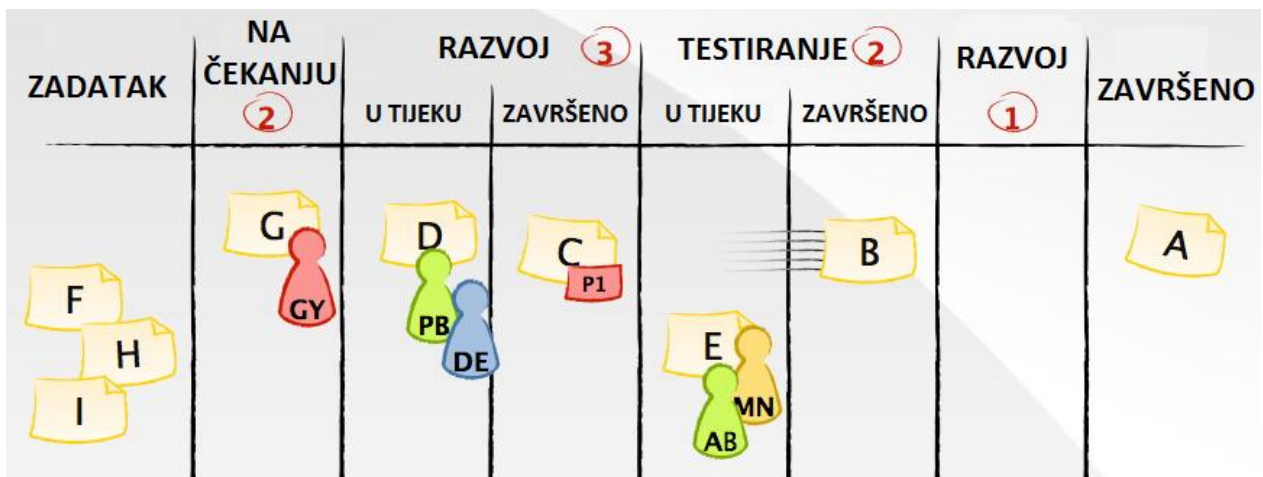 ZADATAK
NA
ČEKANJU
2
RAZVOJ 3
U TIJEKU
ZAVRŠENO
TESTIRANJE 2
U TIJEKU
ZAVRŠENO
RAZVOJ
1
ZAVRŠENO
F
H
I
G
GY
D
PB
DE
C
P1
E
MN
AB
B
A